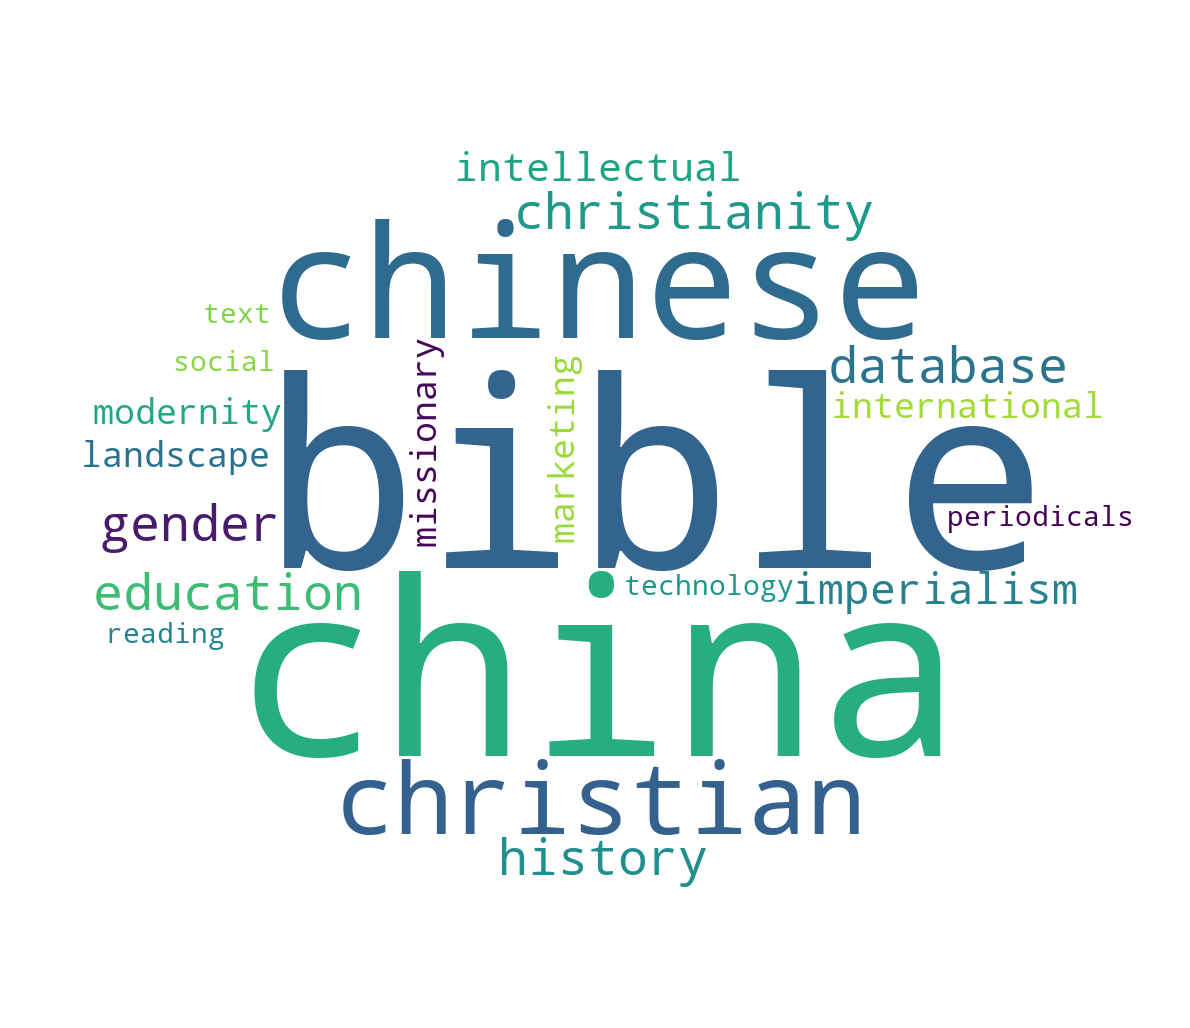 intellectual
christianity
chinese
text
missionary
marketing
social
database
bible
modernity
international
landscape
gender
periodicals
education
technology
imperialism
reading
china
christian
history